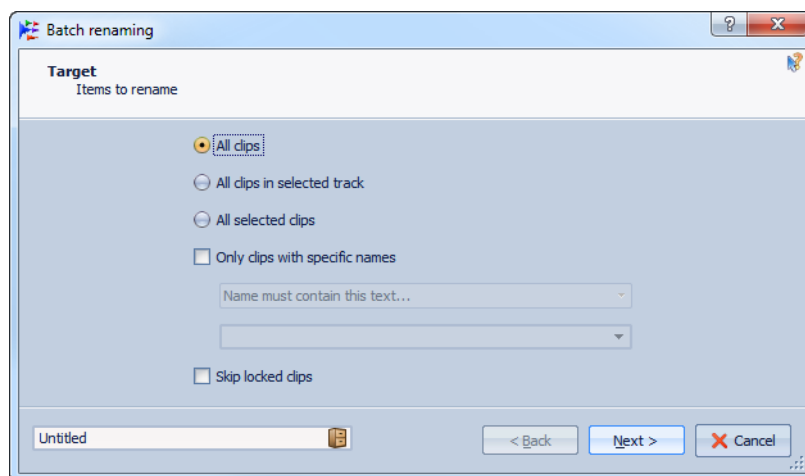 Batch renaming
Target
Items to rename
All clips
All clips in selected track
All selected clips
Only clips with specific names
Name must contain this text...
Skip locked clips
Untitled
< Back Next > Cancel